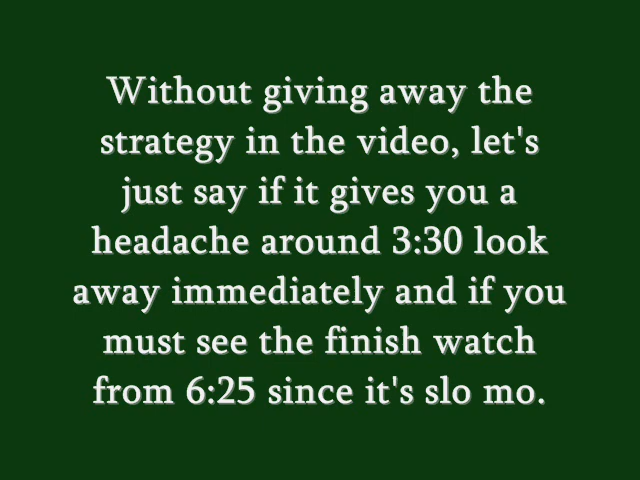 Without giving away the
strategy in the video, let's
just say if it gives you a
headache around 3:30 look
away immediately and if you
must see the finish watch
from 6:25 since it's slo mo.